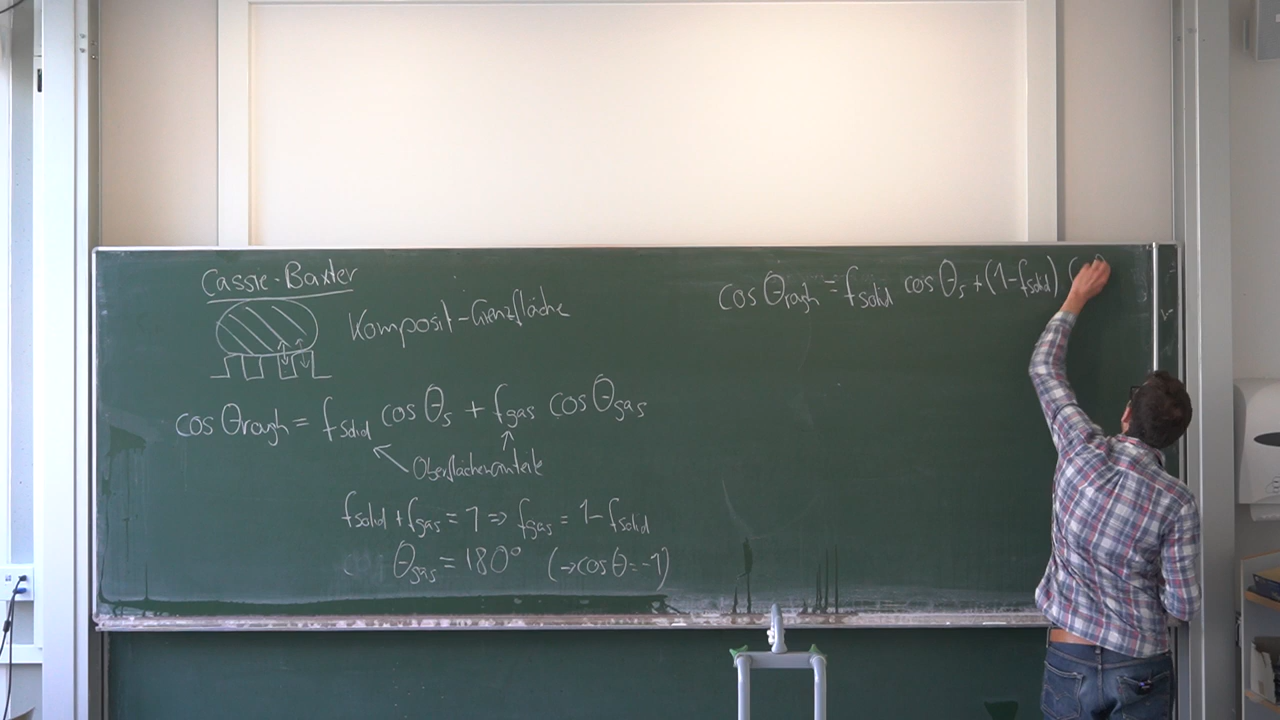 Cassie-Baxter
Komposit-Grenzfläche
cos θrough = fsolid cos θs + fgas cos θgas
Oberflächenanteile
fsolid + fgas = 1 ⇒ fgas = 1 - fsolid
θgas = 180° (→ cos θ = -1)
cos θrough = fsolid cos θs + (1 - fsolid) (